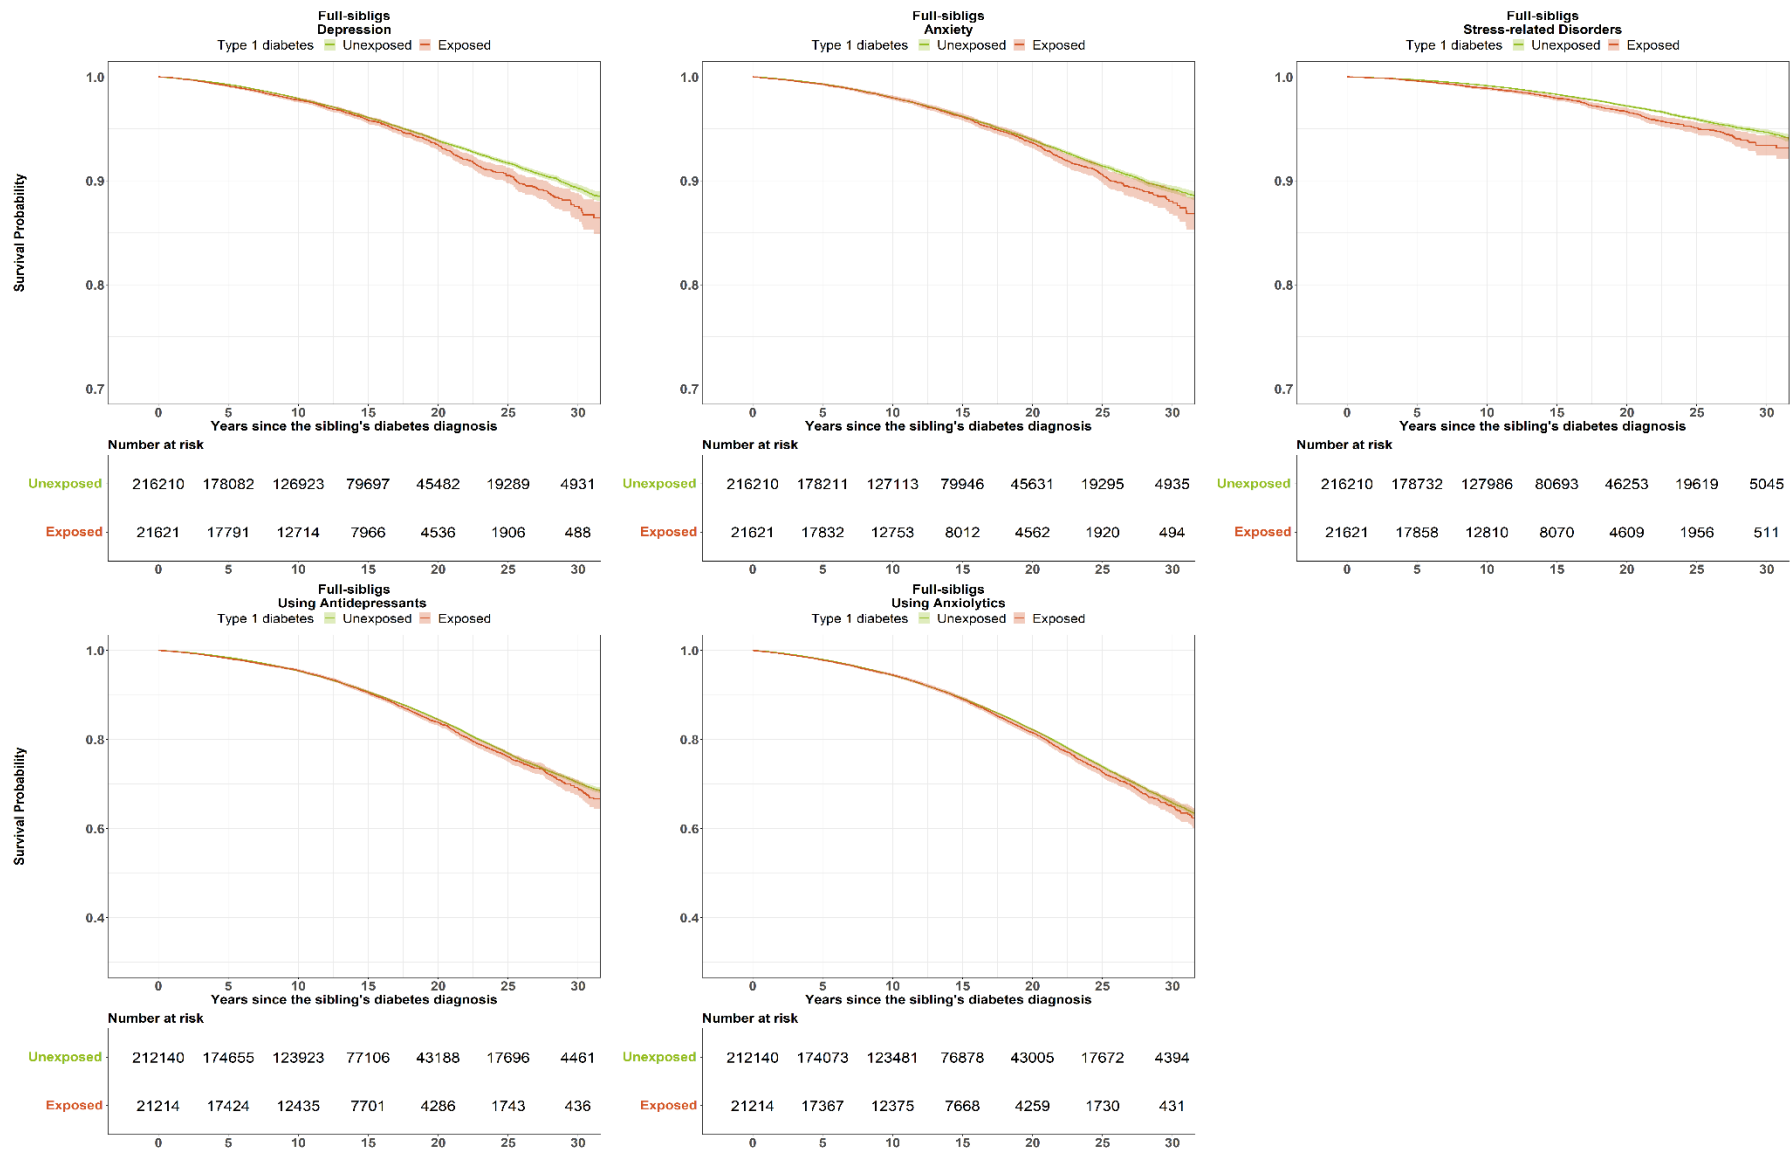 Full-sibligs
Depression
Type 1 diabetes Unexposed Exposed
Survival Probability
1.0
0.9
0.8
0.7
0 5 10 15 20 25 30
Years since the sibling's diabetes diagnosis
Number at risk
Unexposed 216210 178082 126923 79697 45482 19289 4931
Exposed 21621 17791 12714 7966 4536 1906 488
0 5 10 15 20 25 30
Full-sibligs
Anxiety
Type 1 diabetes Unexposed Exposed
1.0
0.9
0.8
0.7
0 5 10 15 20 25 30
Years since the sibling's diabetes diagnosis
Number at risk
Unexposed 216210 178211 127113 79946 45631 19295 4935
Exposed 21621 17832 12753 8012 4562 1920 494
0 5 10 15 20 25 30
Full-sibligs
Stress-related Disorders
Type 1 diabetes Unexposed Exposed
1.0
0.9
0.8
0.7
0 5 10 15 20 25 30
Years since the sibling's diabetes diagnosis
Number at risk
Unexposed 216210 178732 127986 80693 46253 19619 5045
Exposed 21621 17858 12810 8070 4609 1956 511
0 5 10 15 20 25 30
Full-sibligs
Using Antidepressants
Type 1 diabetes Unexposed Exposed
Survival Probability
1.0
0.8
0.6
0.4
0 5 10 15 20 25 30
Years since the sibling's diabetes diagnosis
Number at risk
Unexposed 212140 174655 123923 77106 43188 17696 4461
Exposed 21214 17424 12435 7701 4286 1743 436
0 5 10 15 20 25 30
Full-sibligs
Using Anxiolytics
Type 1 diabetes Unexposed Exposed
1.0
0.8
0.6
0.4
0 5 10 15 20 25 30
Years since the sibling's diabetes diagnosis
Number at risk
Unexposed 212140 174073 123481 76878 43005 17672 4394
Exposed 21214 17367 12375 7668 4259 1730 431
0 5 10 15 20 25 30